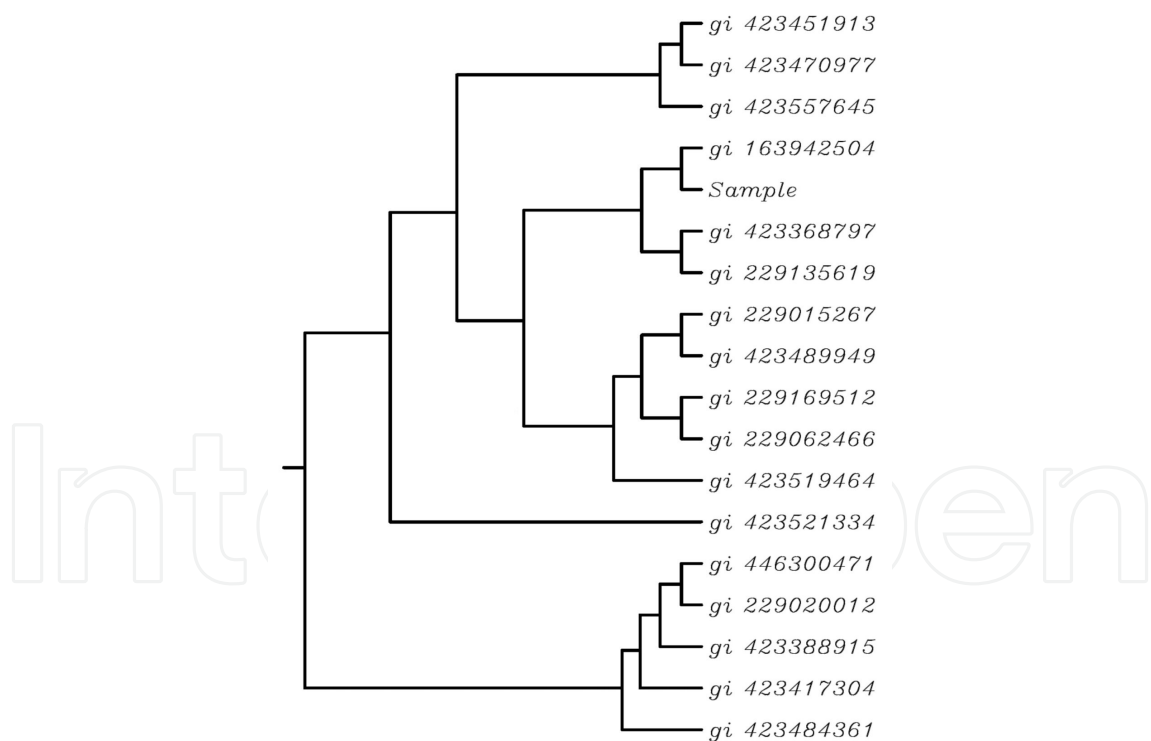 gi 423451913
gi 423470977
gi 423557645
gi 163942504
Sample
gi 423368797
gi 229135619
gi 229015267
gi 423489949
gi 229169512
gi 229062466
gi 423519464
gi 423521334
gi 446300471
gi 229020012
gi 423388915
gi 423417304
gi 423484361